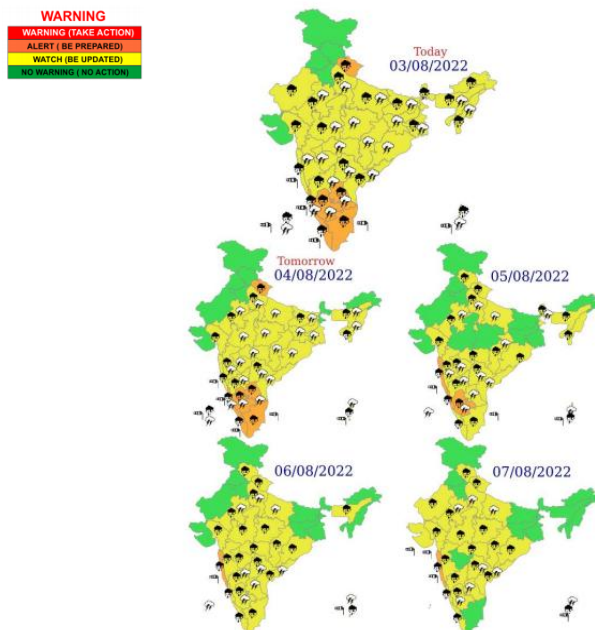 WARNING
WARNING (TAKE ACTION)
ALERT ( BE PREPARED)
WATCH (BE UPDATED)
NO WARNING ( NO ACTION)
Today
03/08/2022
Tomorrow
04/08/2022
05/08/2022
06/08/2022
07/08/2022